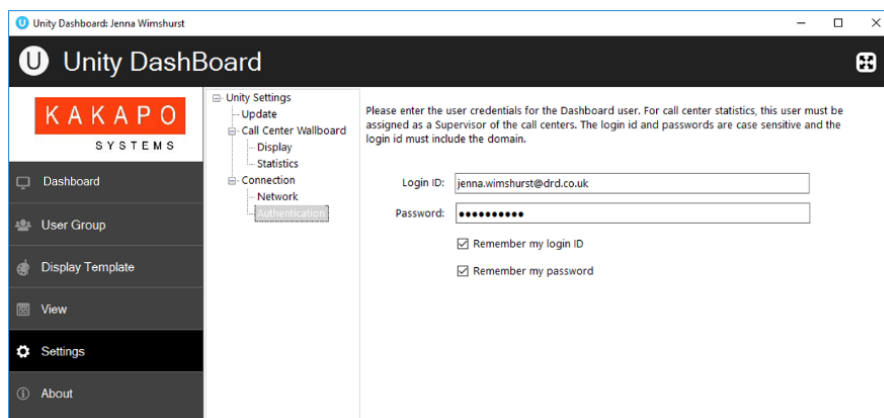 Unity Dashboard: Jenna Wimshurst
U Unity DashBoard
KAKAPO
SYSTEMS
Dashboard
User Group
Display Template
View
Settings
About
Unity Settings
Update
Call Center Wallboard
Display
Statistics
Connection
Network
Authentication
Please enter the user credentials for the Dashboard user. For call center statistics, this user must be
assigned as a Supervisor of the call centers. The login id and passwords are case sensitive and the
login id must include the domain.
Login ID: jenna.wimshurst@drd.co.uk
Password: ●●●●●●●●●●
Remember my login ID
Remember my password